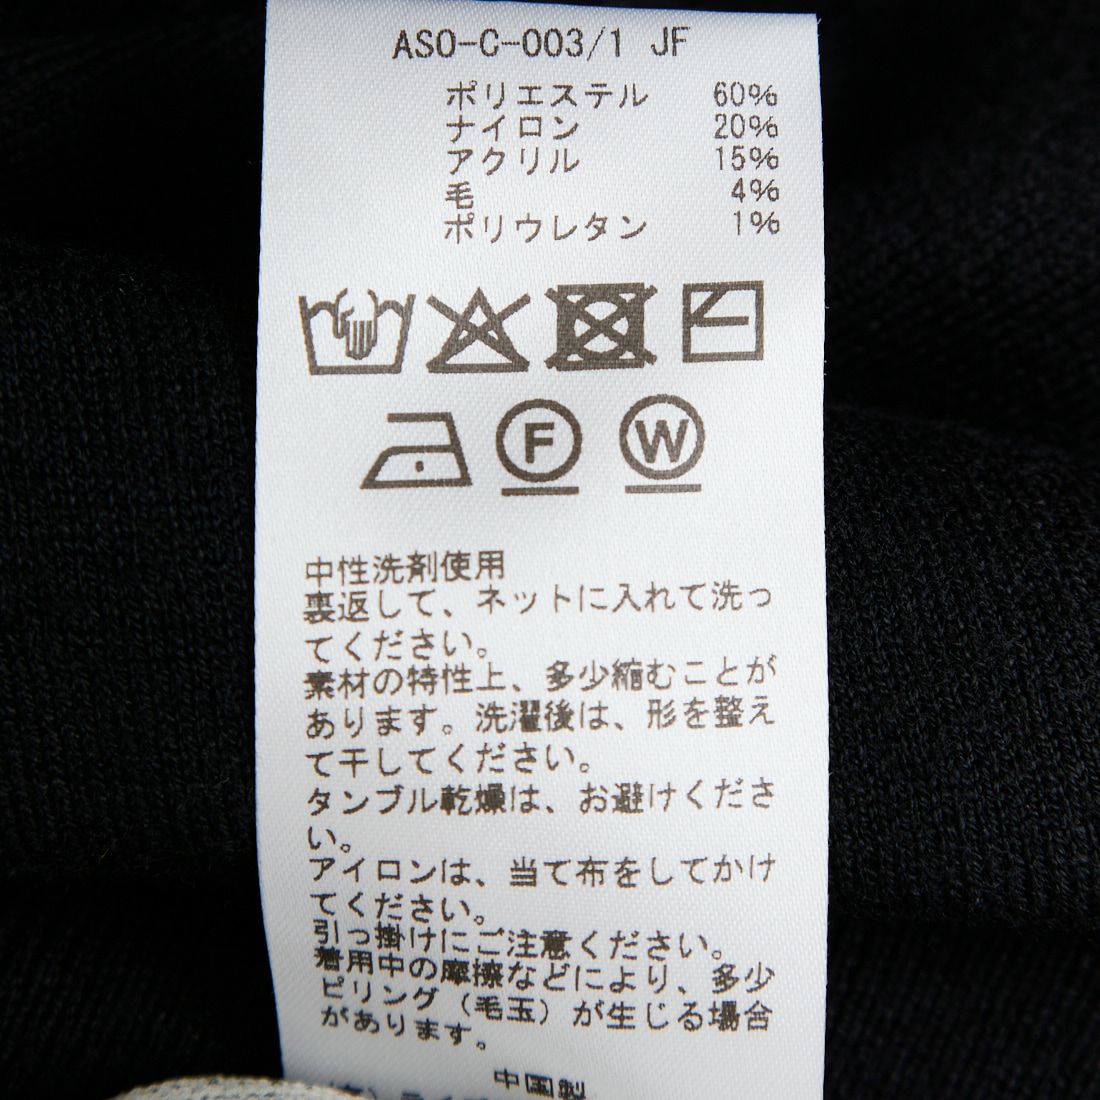 ASO-C-003/1 JF
ポリエステル 60%
ナイロン 20%
アクリル 15%
毛 4%
ポリウレタン 1%
F W
中性洗剤使用
裏返して、ネットに入れて洗っ
てください。
素材の特性上、多少縮むことが
あります。洗濯後は、形を整え
て干してください。
タンブル乾燥は、お避けくださ
い。
アイロンは、当て布をしてかけ
てください。
引っ掛けにご注意ください。
着用中の摩擦などにより、多少
ピリング(毛玉)が生じる場合
があります。
中国製